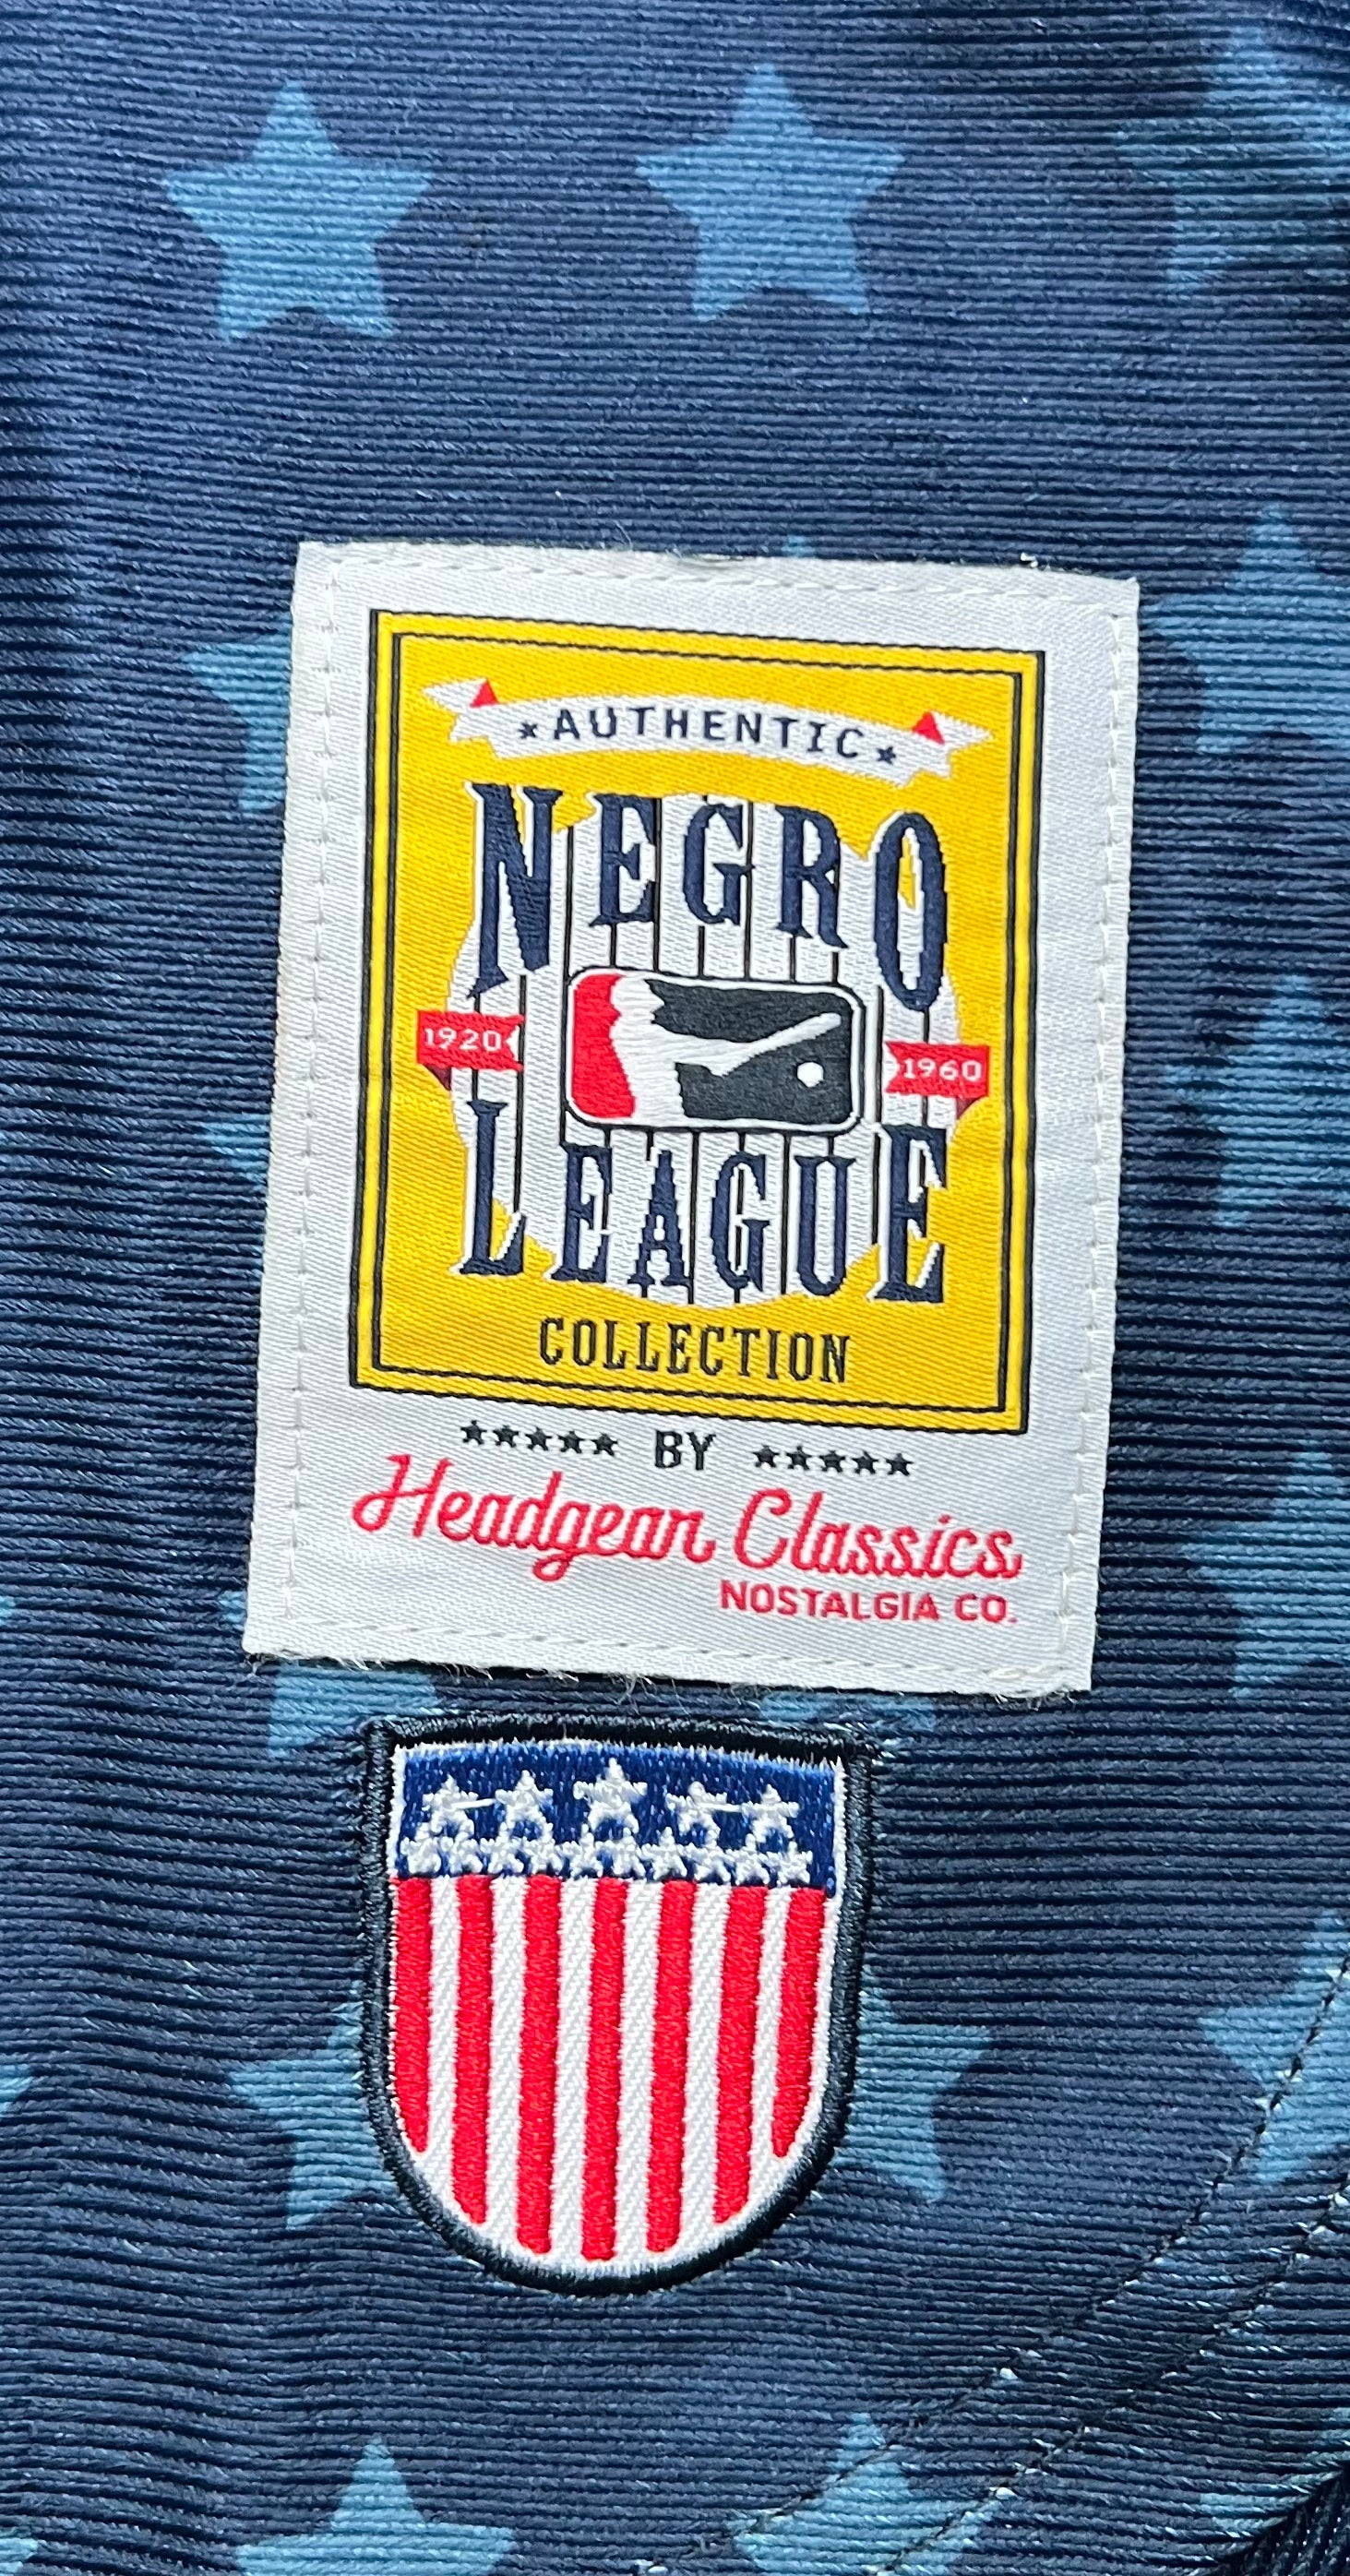 ★AUTHENTIC★
NEGRO
1920 1960
LEAGUE
COLLECTION
★★★★★ BY ★★★★★
Headgear Classics
NOSTALGIA CO.